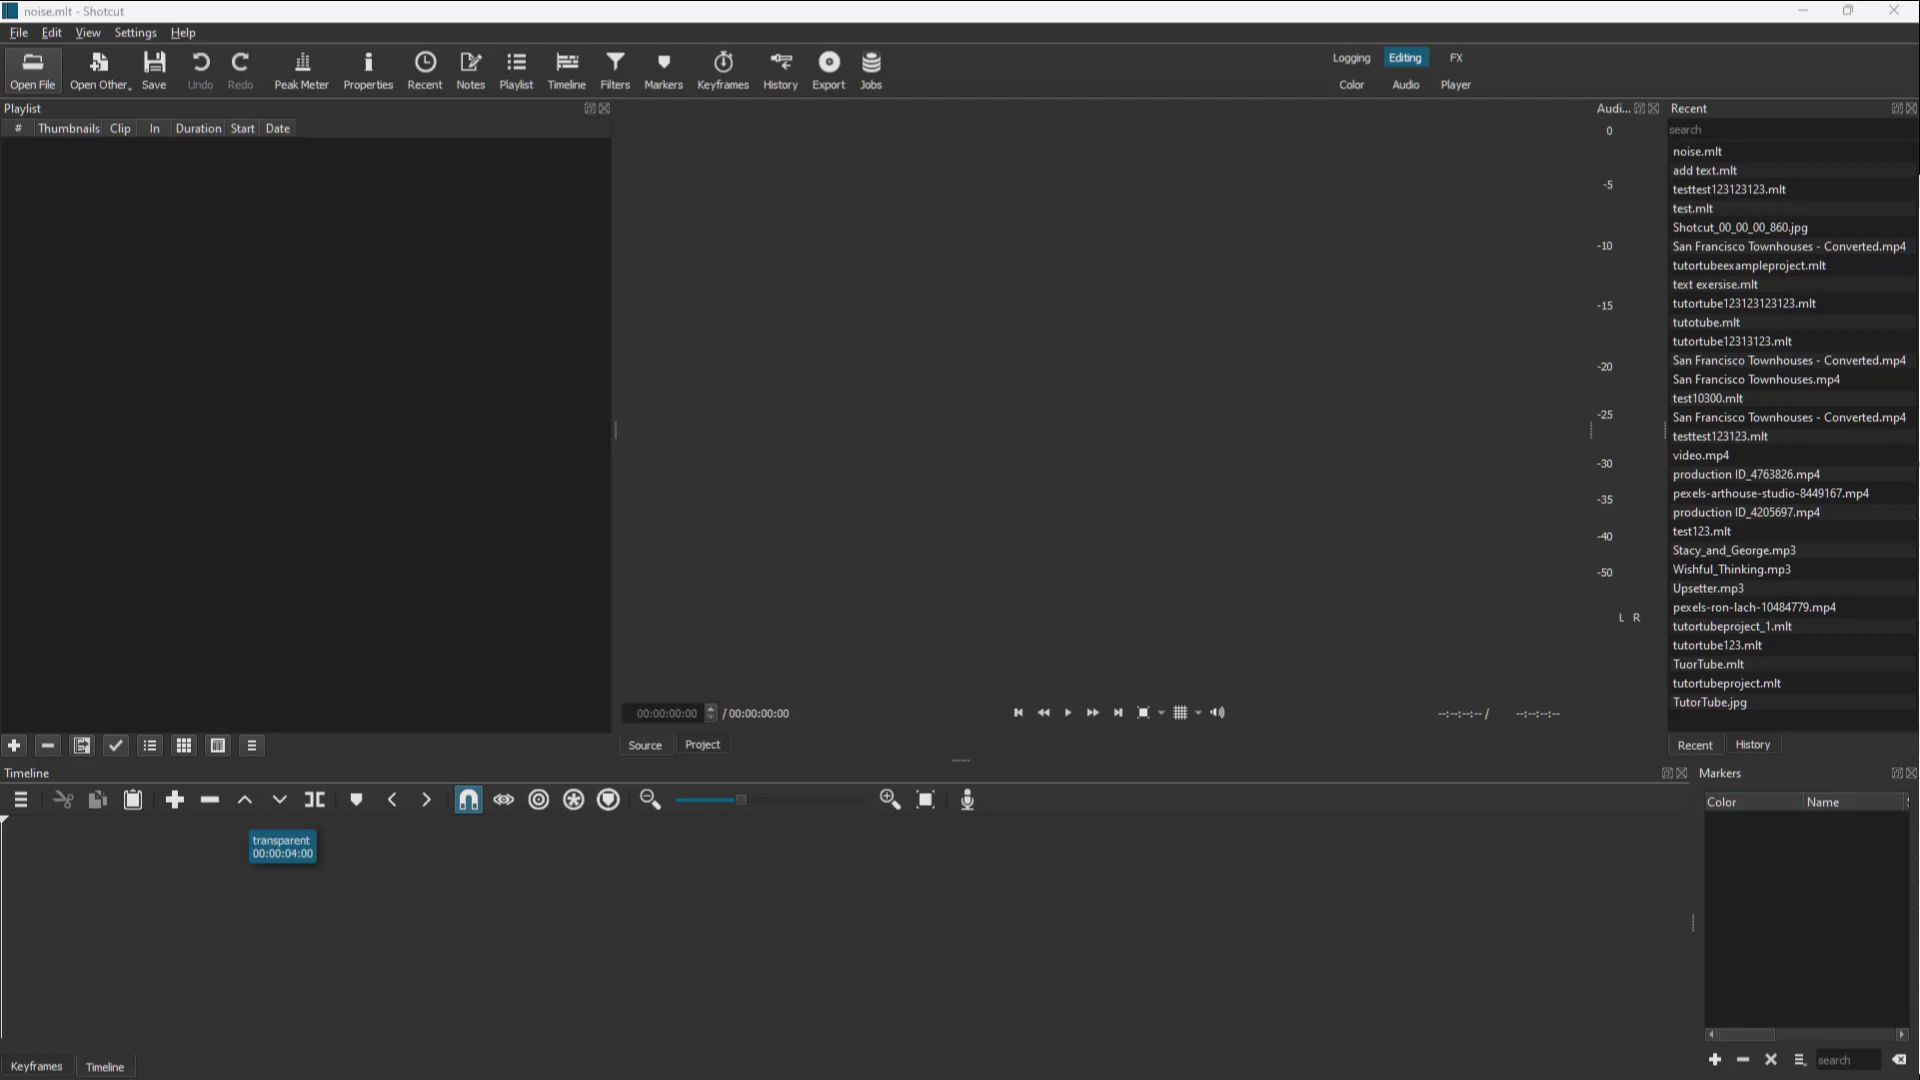 noise.mlt - Shotcut
File Edit View Settings Help
Open File Open Other... Save Undo Redo Peak Meter Properties Recent Notes Playlist Timeline Filters Markers Keyframes History Export Jobs
Logging Editing FX
Color Audio Player
Playlist
# Thumbnails Clip In Duration Start Date
Audi...
0
-5
-10
-15
-20
-25
-30
-35
-40
-50
L R
Recent
search
noise.mlt
add text.mlt
testtest123123123.mlt
test.mlt
Shotcut_00_00_00_860.jpg
San Francisco Townhouses - Converted.mp4
tutortubeexampleproject.mlt
text exersise.mlt
tutortube123123123123.mlt
tutotube.mlt
tutortube12313123.mlt
San Francisco Townhouses - Converted.mp4
San Francisco Townhouses.mp4
test10300.mlt
San Francisco Townhouses - Converted.mp4
testtest123123.mlt
video.mp4
production ID_4763826.mp4
pexels-arthouse-studio-8449167.mp4
production ID_4205697.mp4
test123.mlt
Stacy_and_George.mp3
Wishful_Thinking.mp3
Upsetter.mp3
pexels-ron-lach-10484779.mp4
tutortubeproject_1.mlt
tutortube123.mlt
TuorTube.mlt
tutortubeproject.mlt
TutorTube.jpg
00:00:00:00 / 00:00:00:00
--:--:--:-- / --:--:--:--
Source Project
Recent History
Timeline
Markers
Color Name
transparent
00:00:04:00
search
Keyframes Timeline